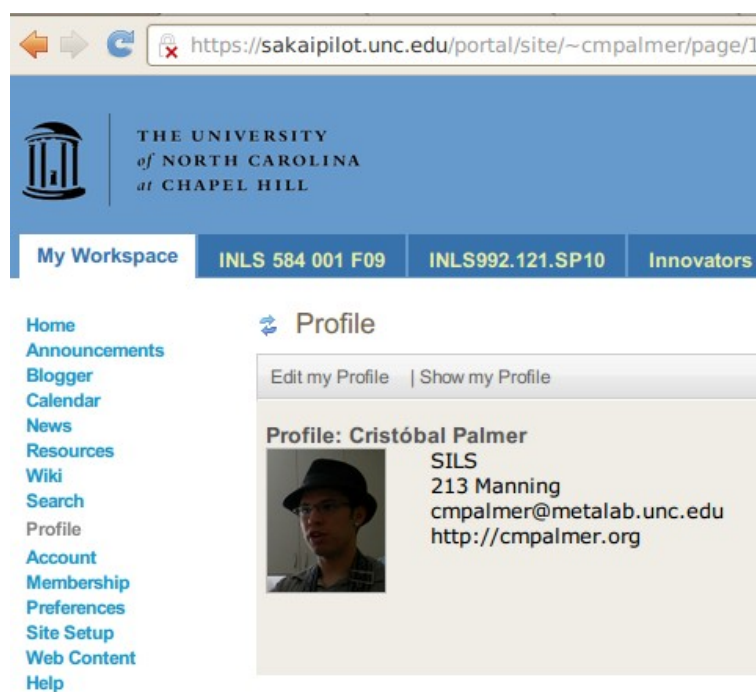 https://sakaipilot.unc.edu/portal/site/~cmpalmer/page/1
THE UNIVERSITY
of NORTH CAROLINA
at CHAPEL HILL
My Workspace
INLS 584 001 F09
INLS992.121.SP10
Innovators
Home
Announcements
Blogger
Calendar
News
Resources
Wiki
Search
Profile
Account
Membership
Preferences
Site Setup
Web Content
Help
Profile
Edit my Profile | Show my Profile
Profile: Cristóbal Palmer
SILS
213 Manning
cmpalmer@metalab.unc.edu
http://cmpalmer.org